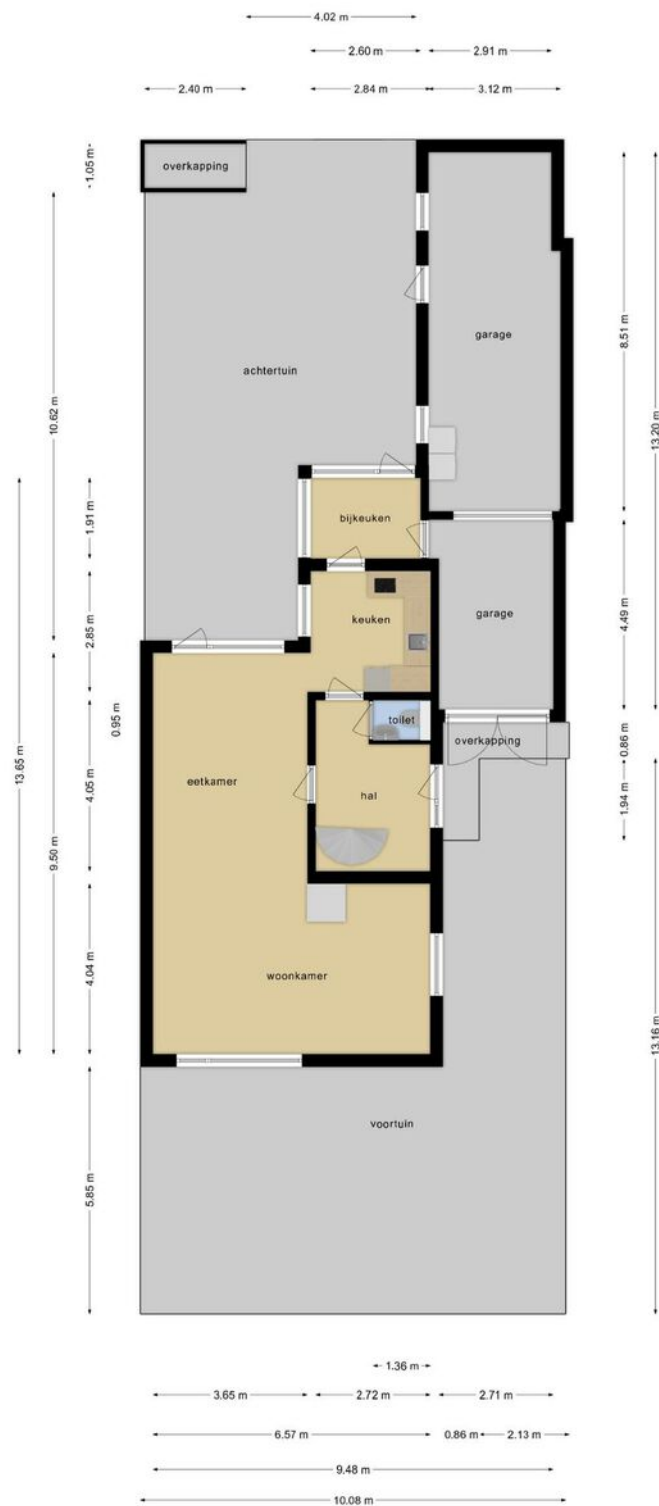 4.02 m
2.60 m
2.91 m
2.40 m
2.84 m
3.12 m
1.05 m
overkapping
garage
8.51 m
13.20 m
achtertuin
10.62 m
1.91 m
bijkeuken
2.85 m
keuken
garage
4.49 m
0.95 m
toilet
overkapping
0.86 m
13.65 m
9.50 m
4.05 m
eetkamer
hal
1.94 m
4.04 m
woonkamer
13.16 m
voortuin
5.85 m
1.36 m
3.65 m
2.72 m
2.71 m
6.57 m
0.86 m
2.13 m
9.48 m
10.08 m